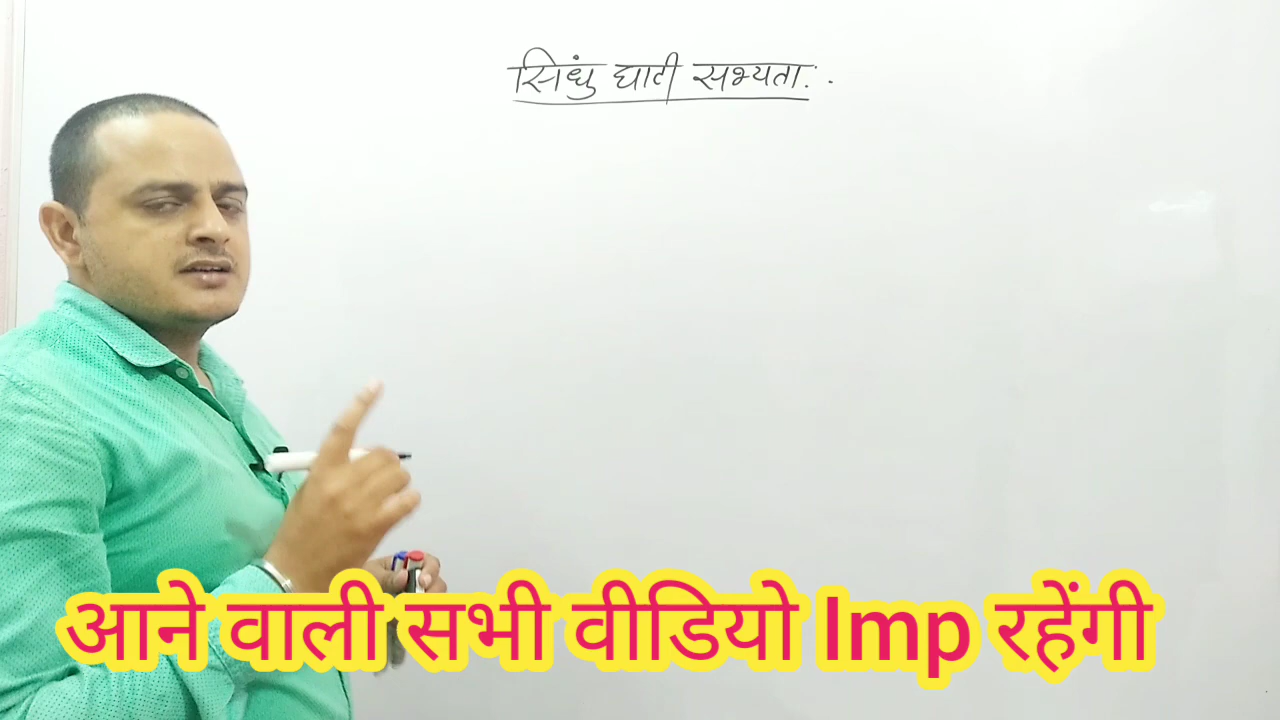 सिंधु घाटी सभ्यता:.
आने वाली सभी वीडियो Imp रहेंगी